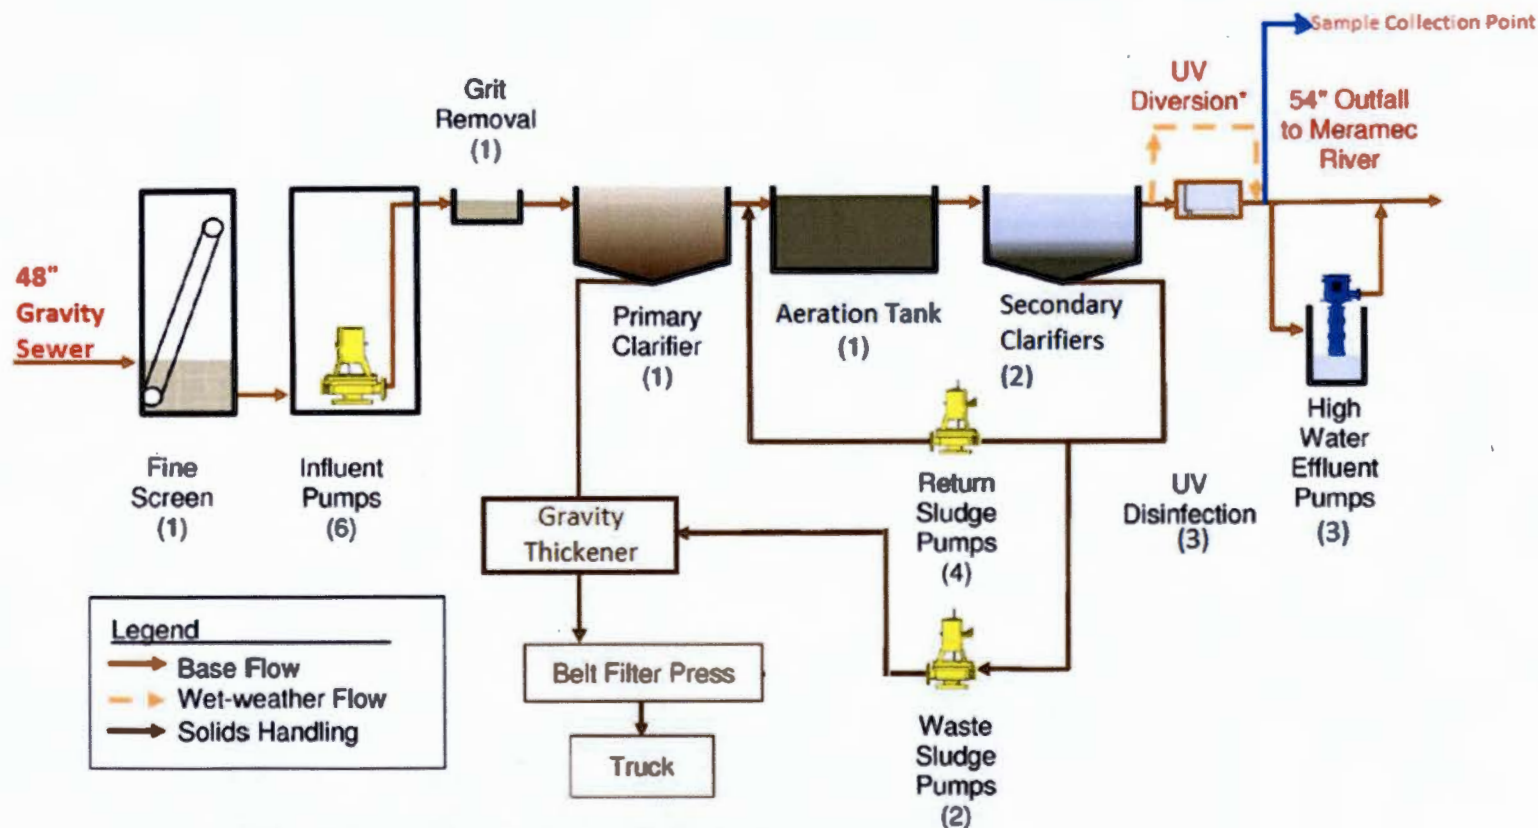 Sample Collection Point
UV
Diversion*
54" Outfall
to Meramec
River
Grit
Removal
(1)
48"
Gravity
Sewer
Fine
Screen
(1)
Influent
Pumps
(6)
Primary
Clarifier
(1)
Aeration Tank
(1)
Secondary
Clarifiers
(2)
High
Water
Effluent
Pumps
(3)
UV
Disinfection
(3)
Return
Sludge
Pumps
(4)
Gravity
Thickener
Belt Filter Press
Truck
Waste
Sludge
Pumps
(2)
Legend
Base Flow
Wet-weather Flow
Solids Handling